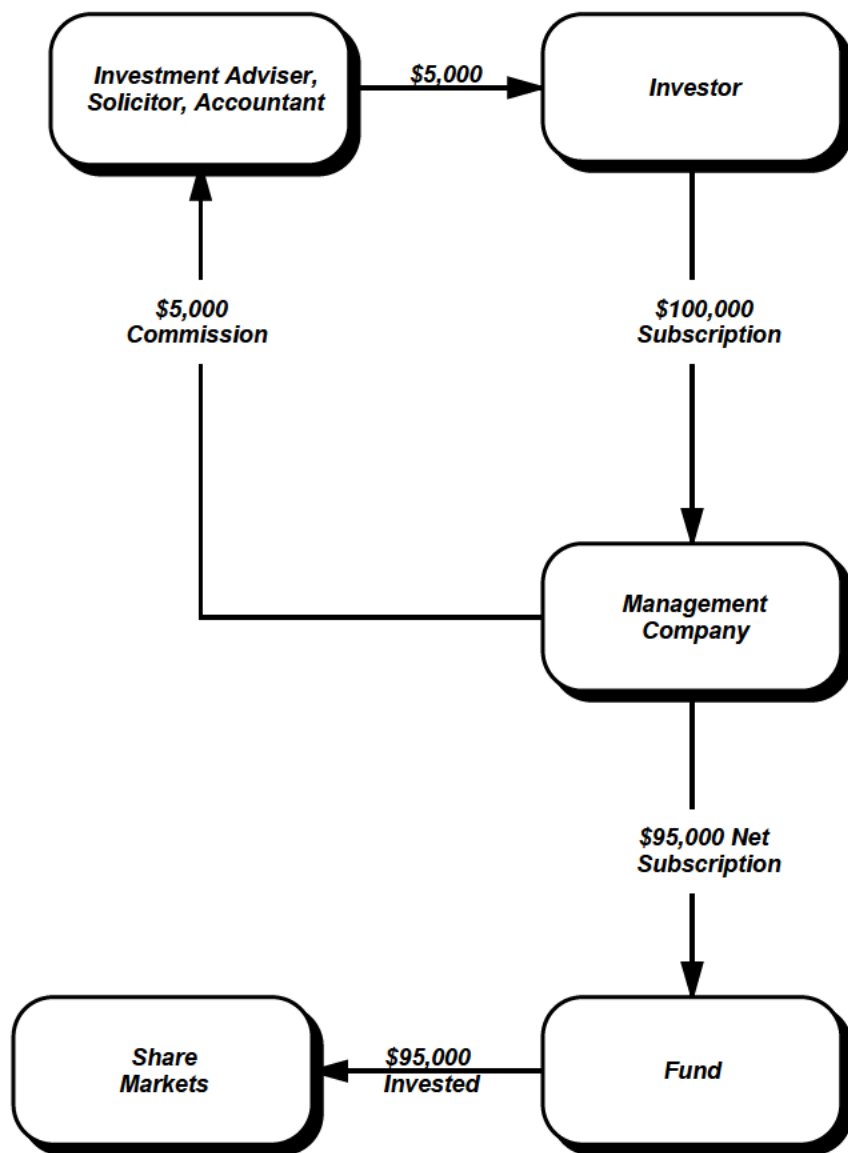 Investment Adviser,
Solicitor, Accountant
$5,000
Investor
$5,000
Commission
$100,000
Subscription
Management
Company
$95,000 Net
Subscription
Share
Markets
$95,000
Invested
Fund